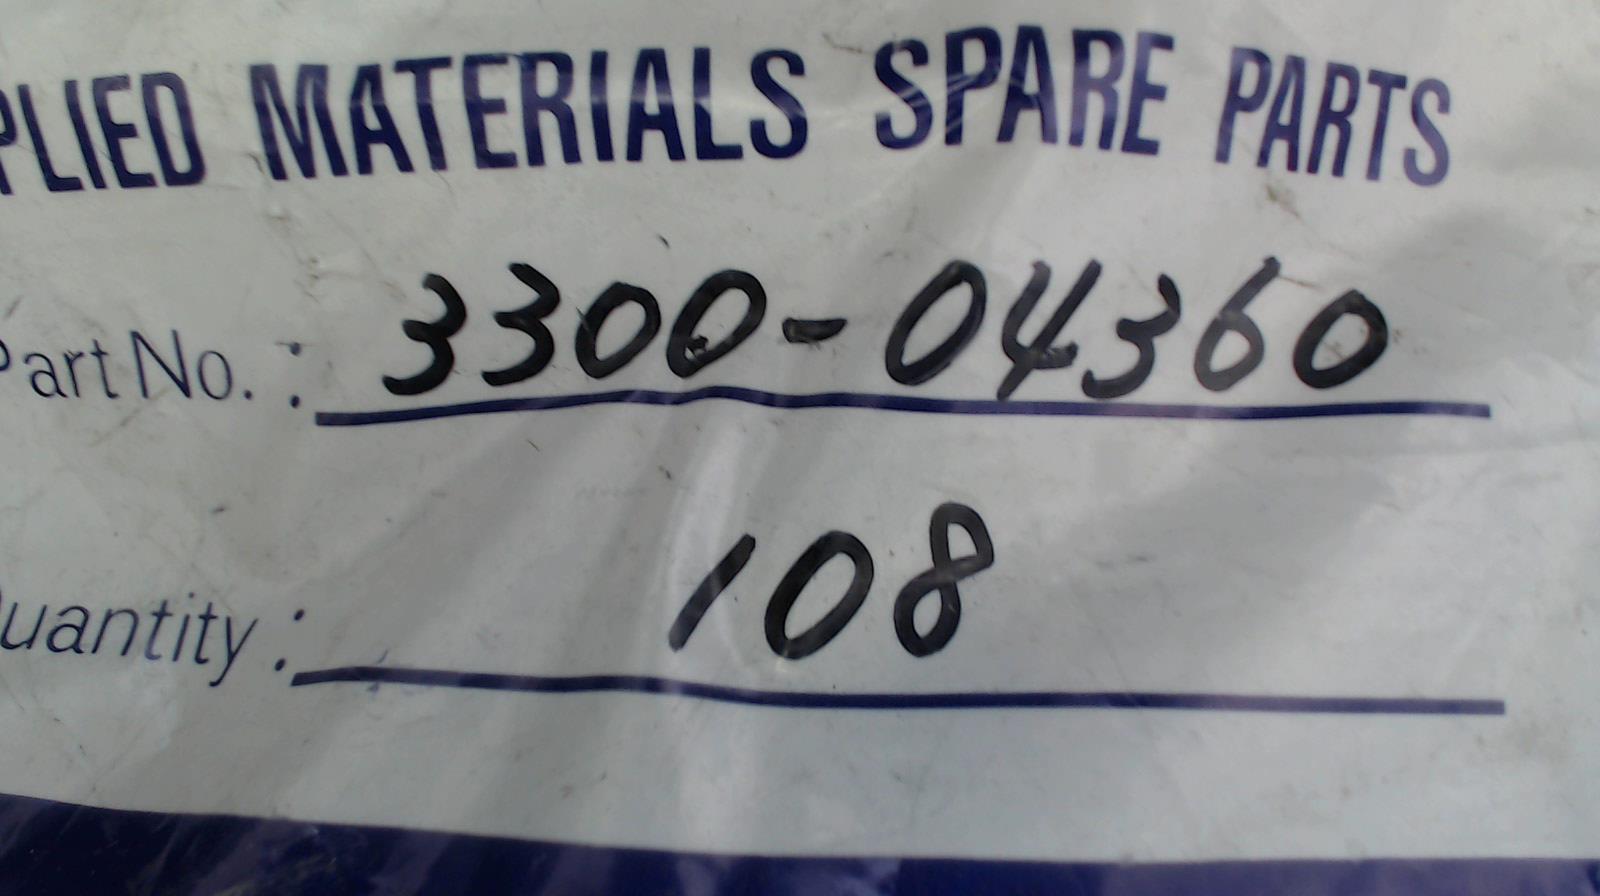 PLIED MATERIALS SPARE PARTS
Part No. : 3300-04360
Quantity : 108